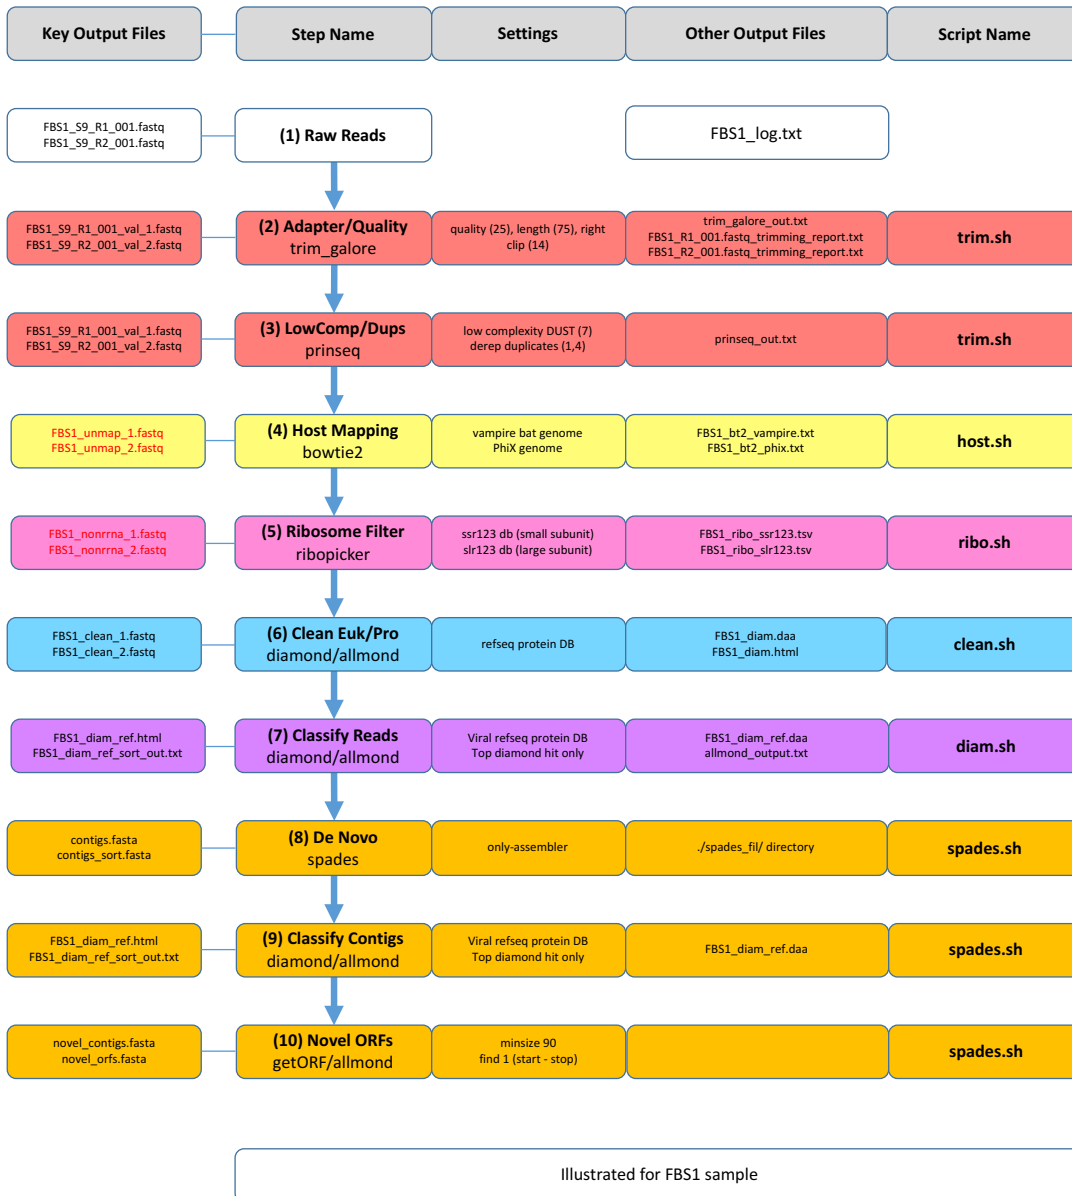 Key Output Files
Step Name
Settings
Other Output Files
Script Name
FBS1_S9_R1_001.fastq
FBS1_S9_R2_001.fastq
(1) Raw Reads
FBS1_log.txt
FBS1_S9_R1_001_val_1.fastq
FBS1_S9_R2_001_val_2.fastq
(2) Adapter/Quality
trim_galore
quality (25), length (75), right
clip (14)
trim_galore_out.txt
FBS1_R1_001.fastq_trimming_report.txt
FBS1_R2_001.fastq_trimming_report.txt
trim.sh
FBS1_S9_R1_001_val_1.fastq
FBS1_S9_R2_001_val_2.fastq
(3) LowComp/Dups
prinseq
low complexity DUST (7)
derep duplicates (1,4)
prinseq_out.txt
trim.sh
FBS1_unmap_1.fastq
FBS1_unmap_2.fastq
(4) Host Mapping
bowtie2
vampire bat genome
PhiX genome
FBS1_bt2_vampire.txt
FBS1_bt2_phix.txt
host.sh
FBS1_nonrrna_1.fastq
FBS1_nonrrna_2.fastq
(5) Ribosome Filter
ribopicker
ssr123 db (small subunit)
slr123 db (large subunit)
FBS1_ribo_ssr123.tsv
FBS1_ribo_slr123.tsv
ribo.sh
FBS1_clean_1.fastq
FBS1_clean_2.fastq
(6) Clean Euk/Pro
diamond/allmond
refseq protein DB
FBS1_diam.daa
FBS1_diam.html
clean.sh
FBS1_diam_ref.html
FBS1_diam_ref_sort_out.txt
(7) Classify Reads
diamond/allmond
Viral refseq protein DB
Top diamond hit only
FBS1_diam_ref.daa
allmond_output.txt
diam.sh
contigs.fasta
contigs_sort.fasta
(8) De Novo
spades
only-assembler
./spades_fil/ directory
spades.sh
FBS1_diam_ref.html
FBS1_diam_ref_sort_out.txt
(9) Classify Contigs
diamond/allmond
Viral refseq protein DB
Top diamond hit only
FBS1_diam_ref.daa
spades.sh
novel_contigs.fasta
novel_orfs.fasta
(10) Novel ORFs
getORF/allmond
minsize 90
find 1 (start - stop)
spades.sh
Illustrated for FBS1 sample